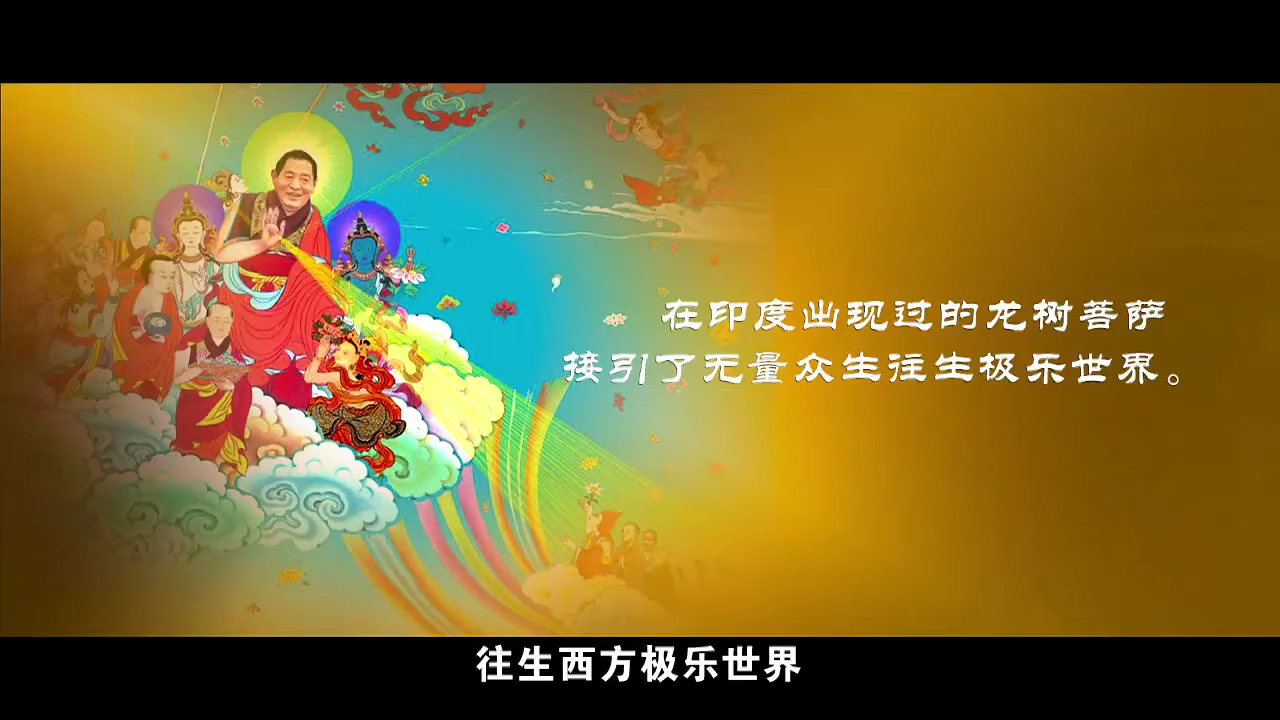 在印度出现过的龙树菩萨
接引了无量众生往生极乐世界。
往生西方极乐世界